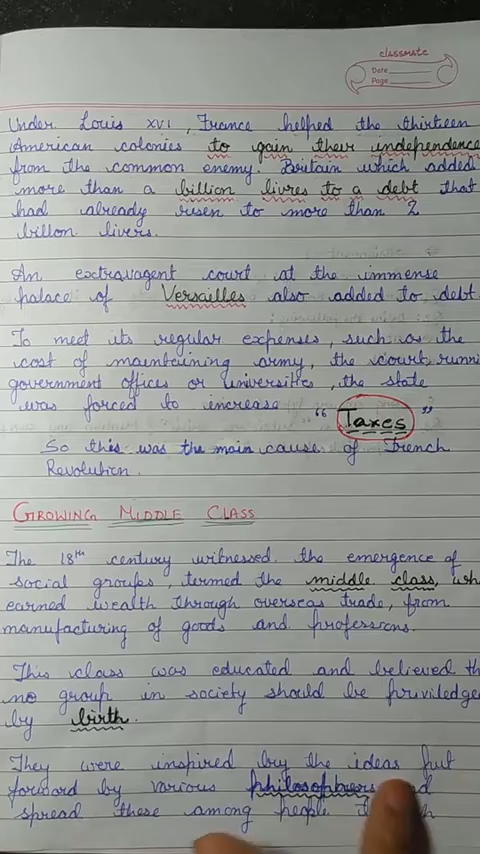 classmate
Date
Page
Under Louis XVI, France helped the thirteen
American colonies to gain their independence
from the common enemy. Britain which added
more than a billion livres to a debt that
had already risen to more than 2
billon livers.
An extravagent court at the immense
palace of Versailles also added to debt
To meet its regular expenses, such as the
cost of maintaining army, the court, runni
government offices or universities, the state
was forced to increase " Taxes "
So this was the main cause of French
Revolution.
GROWING MIDDLE CLASS
The 18th century witnessed the emergence of
social groups, termed the middle class, wh
earned wealth through overseas trade, from
manufacturing of goods and professions.
This class was educated and believed th
no group in society should be priviledge
by birth.
They were inspired by the ideas put
forward by various philosophers
spread these among people